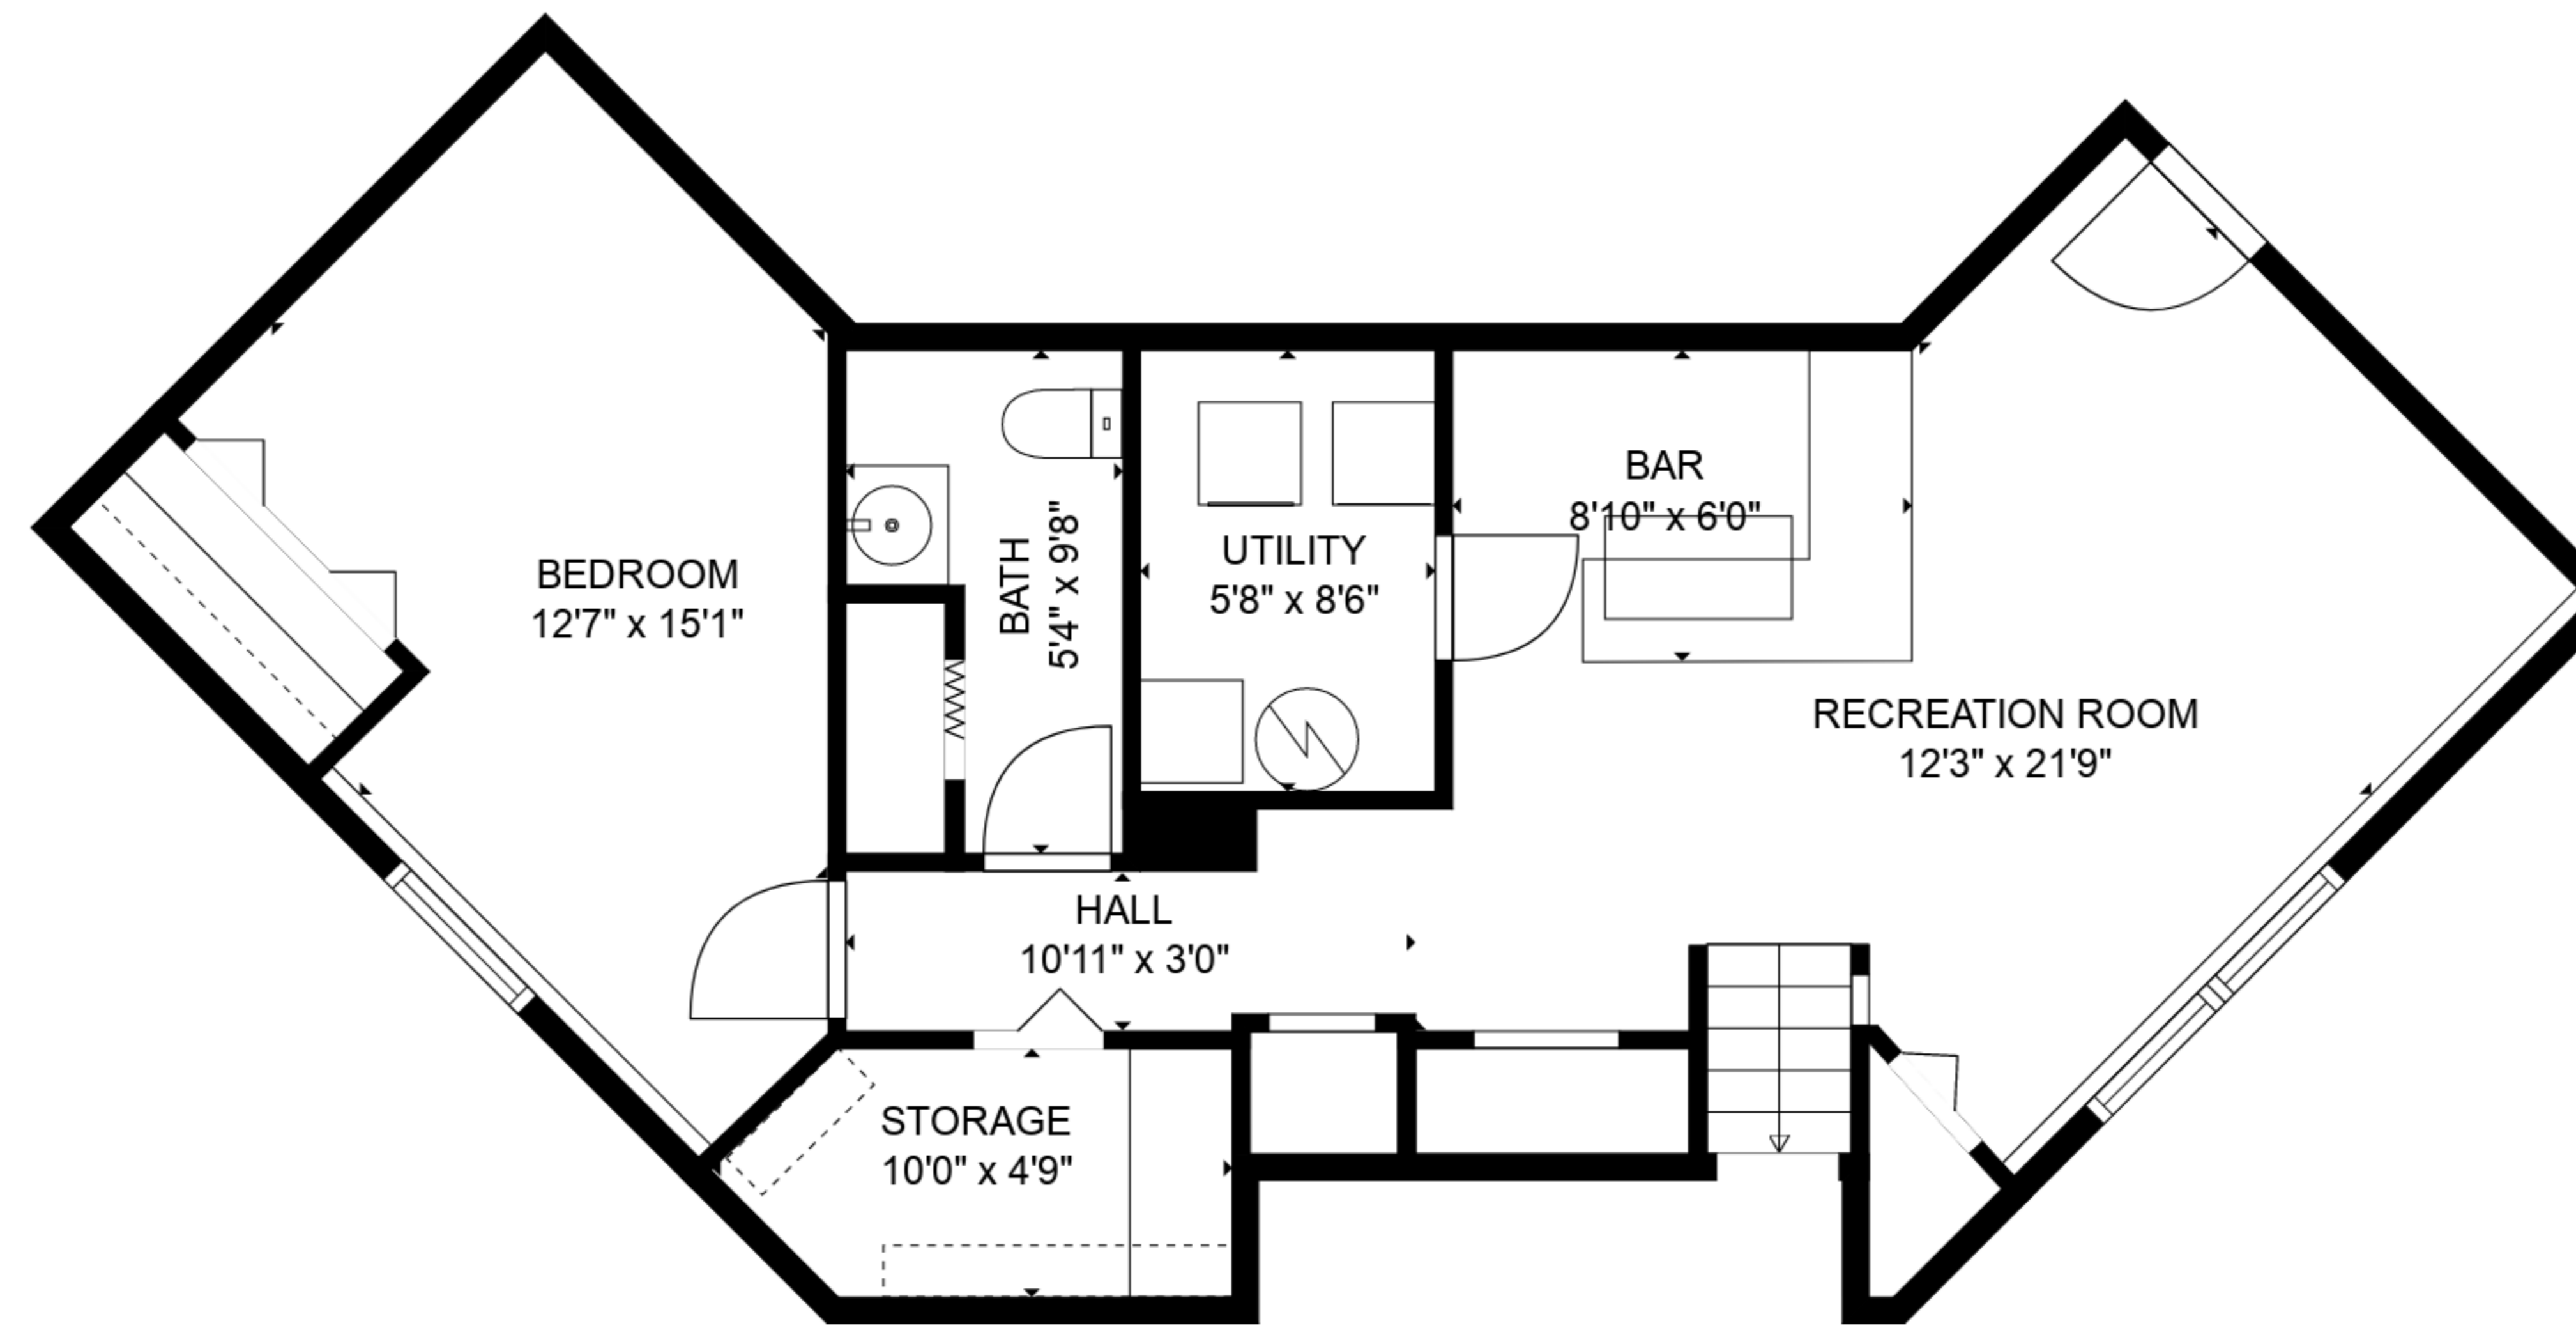 BEDROOM
12'7" x 15'1"
BATH
5'4" x 9'8"
UTILITY
5'8" x 8'6"
BAR
8'10" x 6'0"
RECREATION ROOM
12'3" x 21'9"
HALL
10'11" x 3'0"
STORAGE
10'0" x 4'9"